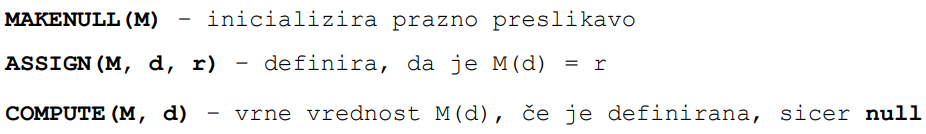 MAKENULL(M) – inicializira prazno preslikavo
ASSIGN(M, d, r) – definira, da je M(d) = r
COMPUTE(M, d) – vrne vrednost M(d), če je definirana, sicer null